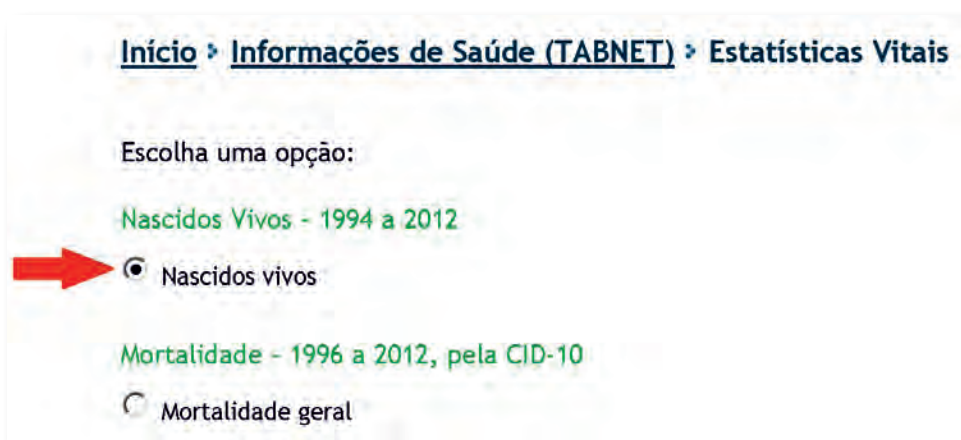 Início > Informações de Saúde (TABNET) > Estatísticas Vitais
Escolha uma opção:
Nascidos Vivos - 1994 a 2012
Nascidos vivos
Mortalidade - 1996 a 2012, pela CID-10
Mortalidade geral